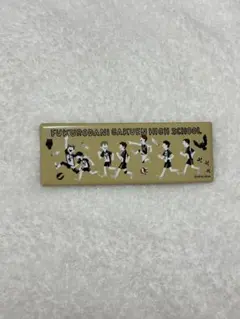 FUKURODANI GAKUEN HIGH SCHOOL